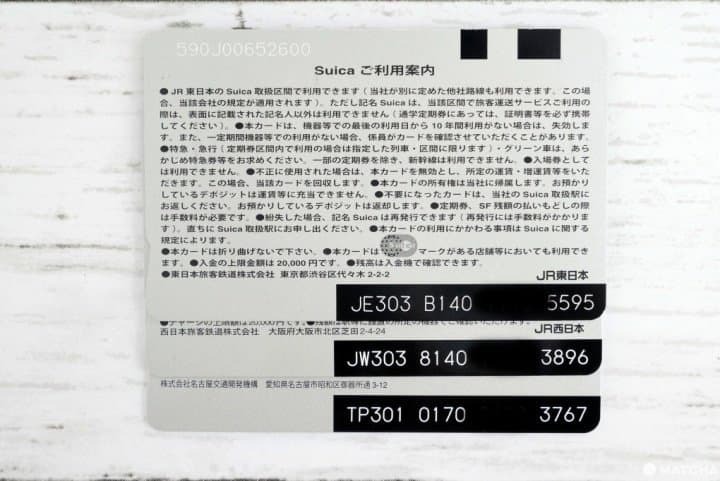 590J00652600
Suica ご利用案内
●JR東日本のSuica取扱区間で利用できます(当社が別に定めた他社路線も利用できます。この場
合、当該会社の規定が適用されます)。ただし記名Suicaは、当該区間で旅客運送サービスご利用の
際は、表面に記載された記名人以外は利用できません(通学定期券にあっては、証明書等を必ず携帯
してください)。●本カードは、機器等での最後の利用日から10年間利用がない場合は、失効しま
す。また、一定期間機器等での利用がない場合、係員がカードを確認させていただくことがあります。
●特急・急行(定期券区間内で利用の場合は指定した列車・区間に限ります)・グリーン車は、あら
かじめ特急券等をお求めください。一部の定期券を除き、新幹線は利用できません。●入場券として
は利用できません。●不正に使用された場合は、本カードを無効とし、所定の運賃・増運賃等をいた
だきます。この場合、当該カードを回収します。●本カードの所有権は当社に帰属します。お預かり
しているデポジットは運賃等に充当できません。●不要になったカードは、当社のSuica取扱駅に
お返しください。お預かりしているデポジットは返却します。●定期券、SF残額の払いもどしの際
は手数料が必要です。●紛失した場合、記名Suicaは再発行できます(再発行には手数料がかかりま
す)。直ちにSuica取扱駅にお申し出ください。●本カードの利用にかかわる事項はSuicaに関する
規定によります。
●本カードは折り曲げないで下さい。●本カードは マークがある店舗等においても利用でき
ます。●入金の上限金額は20,000円です。●残高は入金機で確認できます。
●東日本旅客鉄道株式会社 東京都渋谷区代々木2-2-2
JR東日本
JE303 B140 5595
●チャージの上限額は20,000円です。
西日本旅客鉄道株式会社 大阪府大阪市北区芝田2-4-24
JR西日本
JW303 8140 3896
株式会社名古屋交通開発機構 愛知県名古屋市昭和区御器所通3-12
TP301 0170 3767
MATCHA